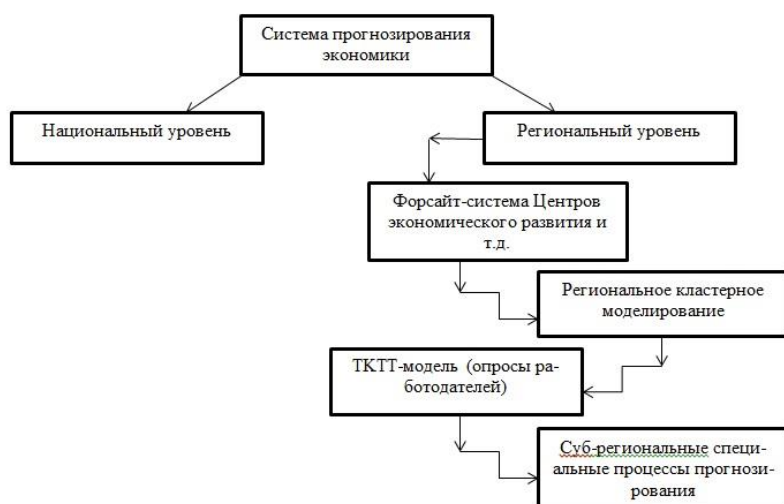 Система прогнозирования
экономики
Национальный уровень
Региональный уровень
Форсайт-система Центров
экономического развития и
т.д.
Региональное кластерное
моделирование
ТКТТ-модель (опросы ра-
ботодателей)
Суб-региональные специ-
альные процессы прогнози-
рования